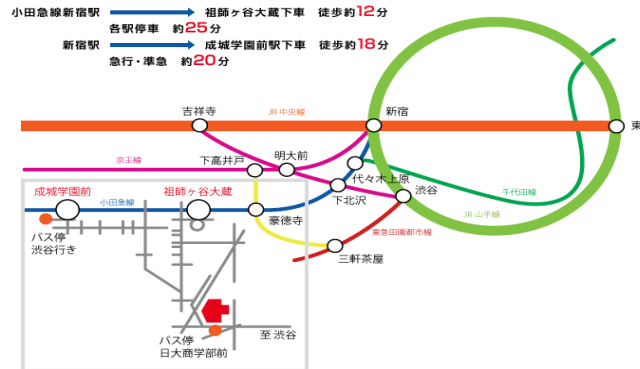 小田急線新宿駅 祖師ヶ谷大蔵下車 徒歩約12分
各駅停車 約25分
新宿駅 成城学園前駅下車 徒歩約18分
急行・準急 約20分
吉祥寺
JR中央線
新宿
東
京王線
下高井戸
明大前
代々木上原
成城学園前
祖師ヶ谷大蔵
下北沢
渋谷
千代田線
小田急線
豪徳寺
JR山手線
バス停
渋谷行き
東急田園都市線
三軒茶屋
バス停
日大商学部前
至 渋谷